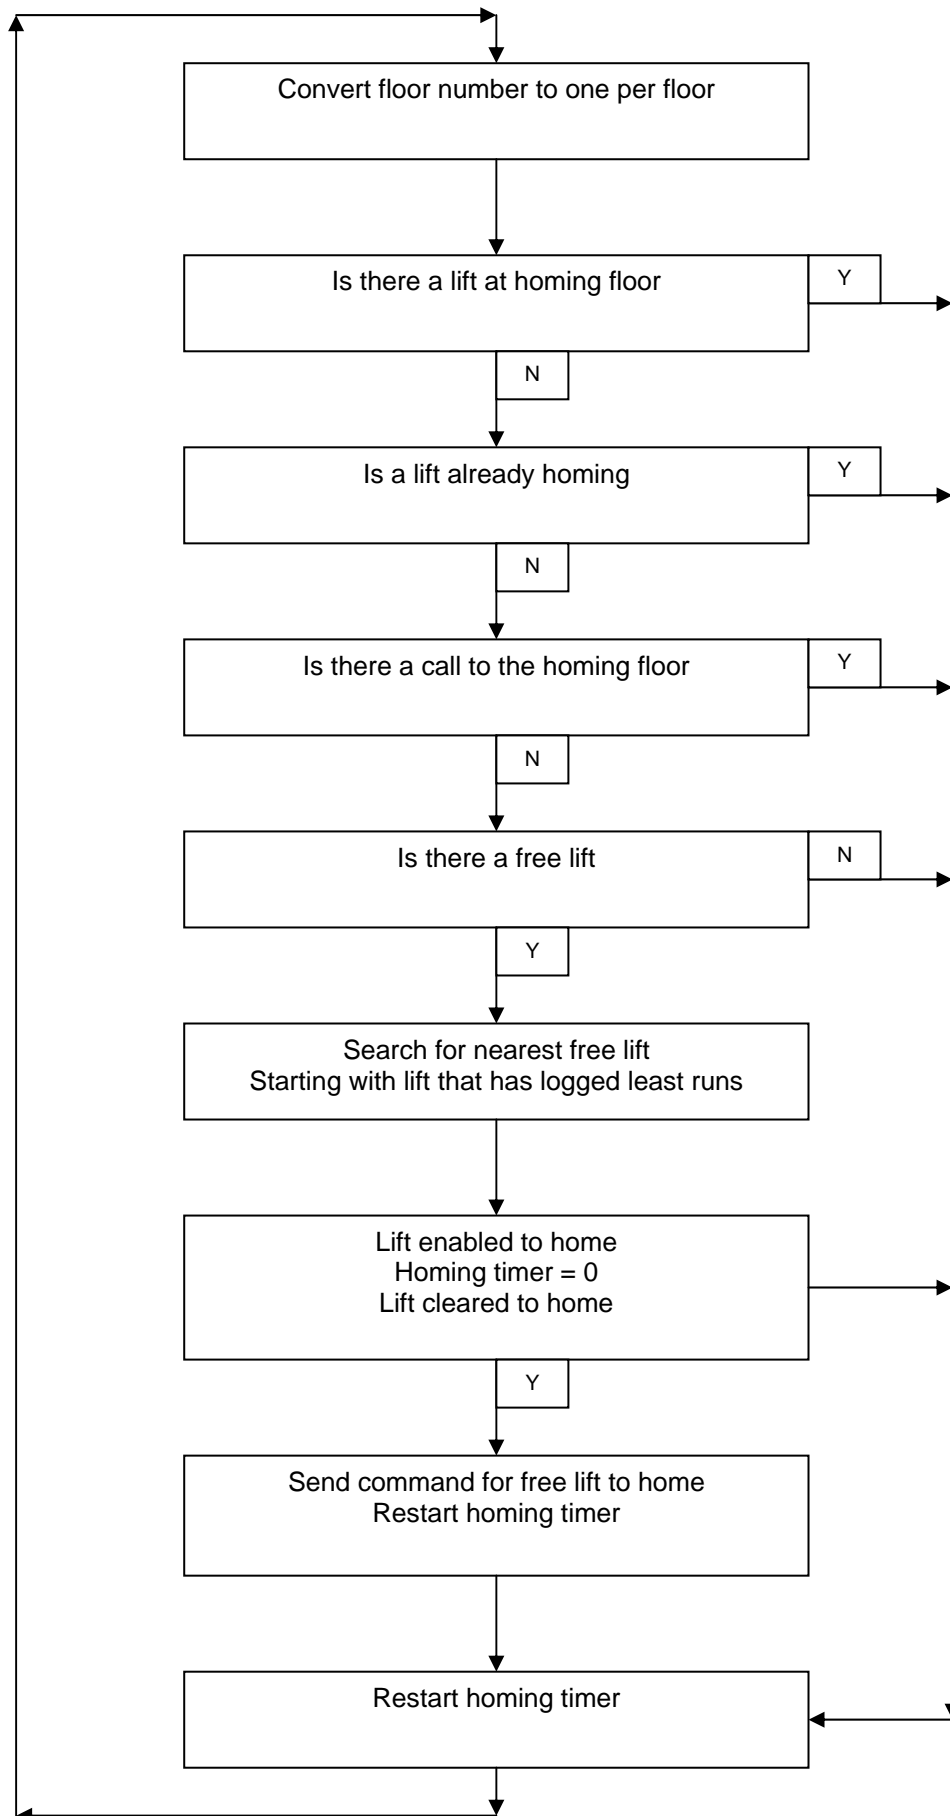 Convert floor number to one per floor
Is there a lift at homing floor
Y
N
Is a lift already homing
Y
N
Is there a call to the homing floor
Y
N
Is there a free lift
N
Y
Search for nearest free lift
Starting with lift that has logged least runs
Lift enabled to home
Homing timer = 0
Lift cleared to home
Y
Send command for free lift to home
Restart homing timer
Restart homing timer